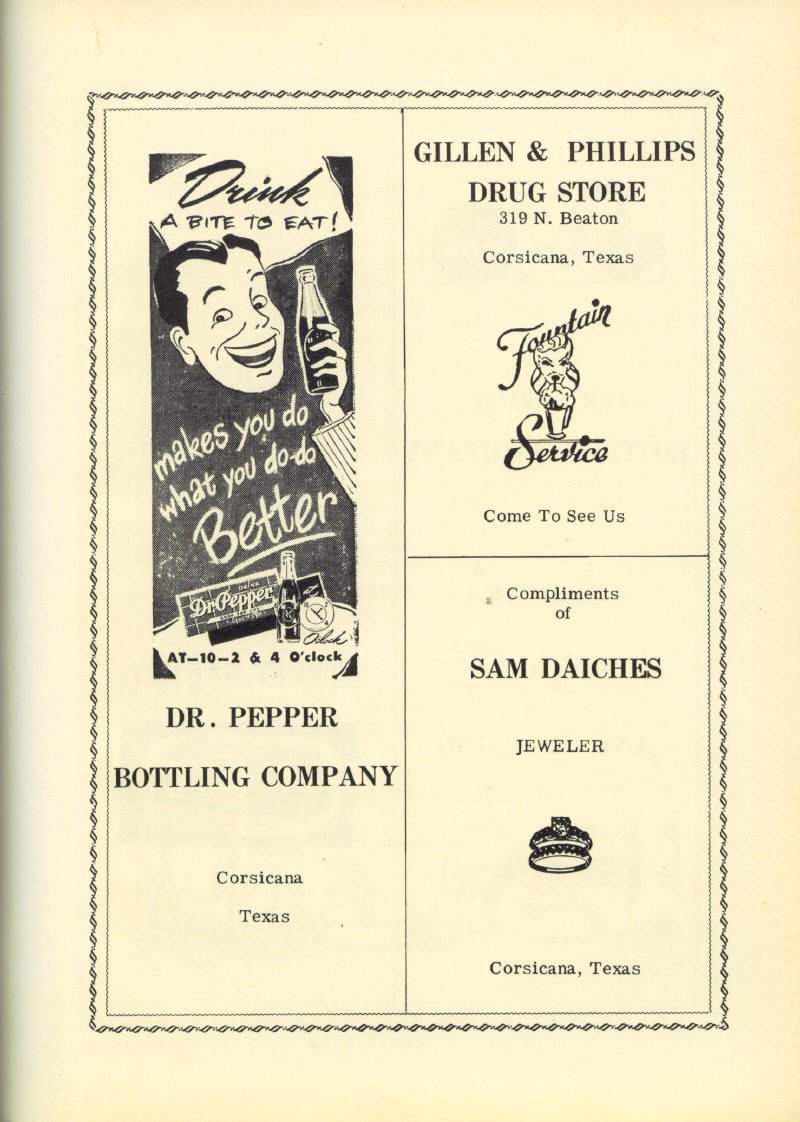 Drink
A BITE TO EAT!
makes you do
what you do-do
Better
DRINK
Dr. Pepper
O'clock
AT-10-2 & 4 O'clock
DR. PEPPER
BOTTLING COMPANY
Corsicana
Texas
GILLEN & PHILLIPS
DRUG STORE
319 N. Beaton
Corsicana, Texas
Fountain
Service
Come To See Us
Compliments
of
SAM DAICHES
JEWELER
Corsicana, Texas